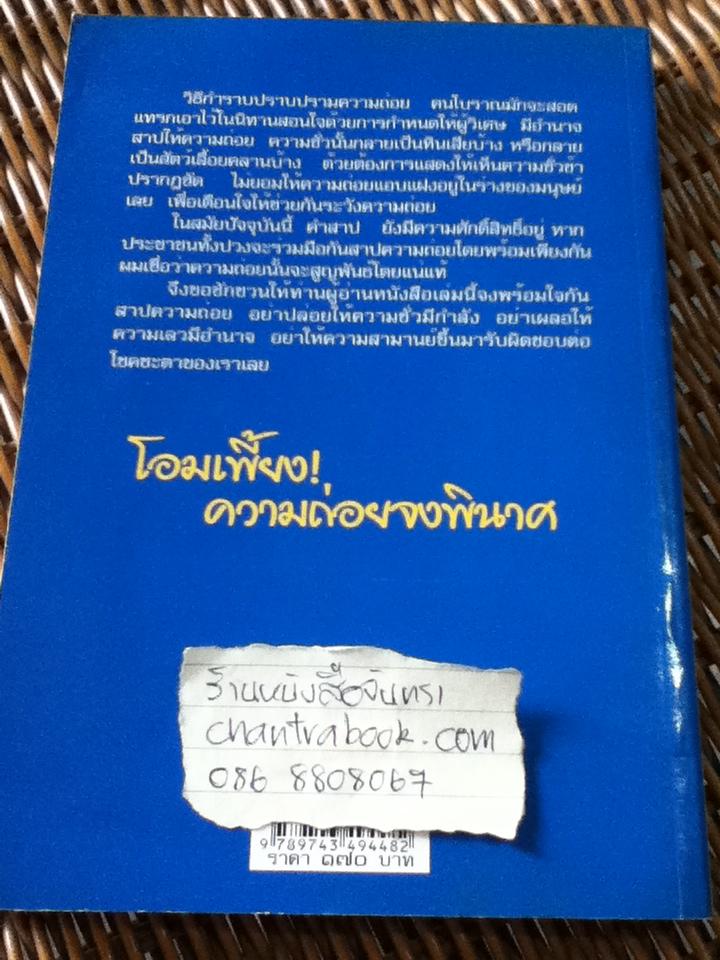 วิธีกำราบปราบปรามความถ่อย คนโบราณมักจะสอด
แทรกเอาไว้ในนิทานสอนใจด้วยการกำหนดให้ผู้วิเศษ มีอำนาจ
สาปให้ความถ่อย ความชั่วนั้นกลายเป็นหินเสียบ้าง หรือกลาย
เป็นสัตว์เลื้อยคลานบ้าง ด้วยต้องการแสดงให้เห็นความชั่วช้า
ปรากฏชัด ไม่ยอมให้ความถ่อยแอบแฝงอยู่ในร่างของมนุษย์
เลย เพื่อเตือนใจให้ช่วยกันระวังความถ่อย
ในสมัยปัจจุบันนี้ คำสาป ยังมีความศักดิ์สิทธิ์อยู่ หาก
ประชาชนทั้งปวงจะร่วมมือกันสาปความถ่อยโดยพร้อมเพียงกัน
ผมเชื่อว่าความถ่อยนั้นจะสูญพันธุ์โดยแน่แท้
จึงขอชักชวนให้ท่านผู้อ่านหนังสือเล่มนี้จงพร้อมใจกัน
สาปความถ่อย อย่าปล่อยให้ความชั่วมีกำลัง อย่าเผลอให้
ความเลวมีอำนาจ อย่าให้ความสามานย์ขึ้นมารับผิดชอบต่อ
โชคชะตาของเราเลย
โอมเพี้ยง!
ความถ่อยจงพินาศ
ร้านหนังสือจันทรา
chantrabook.com
086 8808067
9 789743 494482
ราคา ๑๗๐ บาท